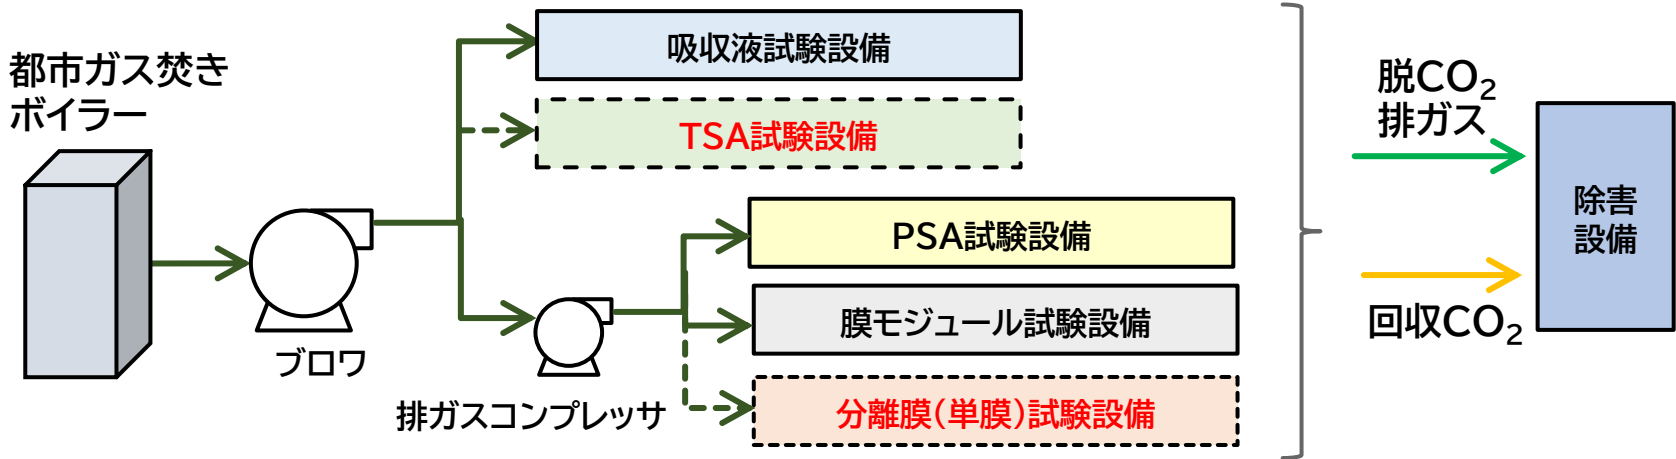 都市ガス焚き
ボイラー
ブロワ
排ガスコンプレッサ
吸収液試験設備
TSA試験設備
PSA試験設備
膜モジュール試験設備
分離膜(単膜)試験設備
脱CO₂
排ガス
回収CO₂
除害
設備